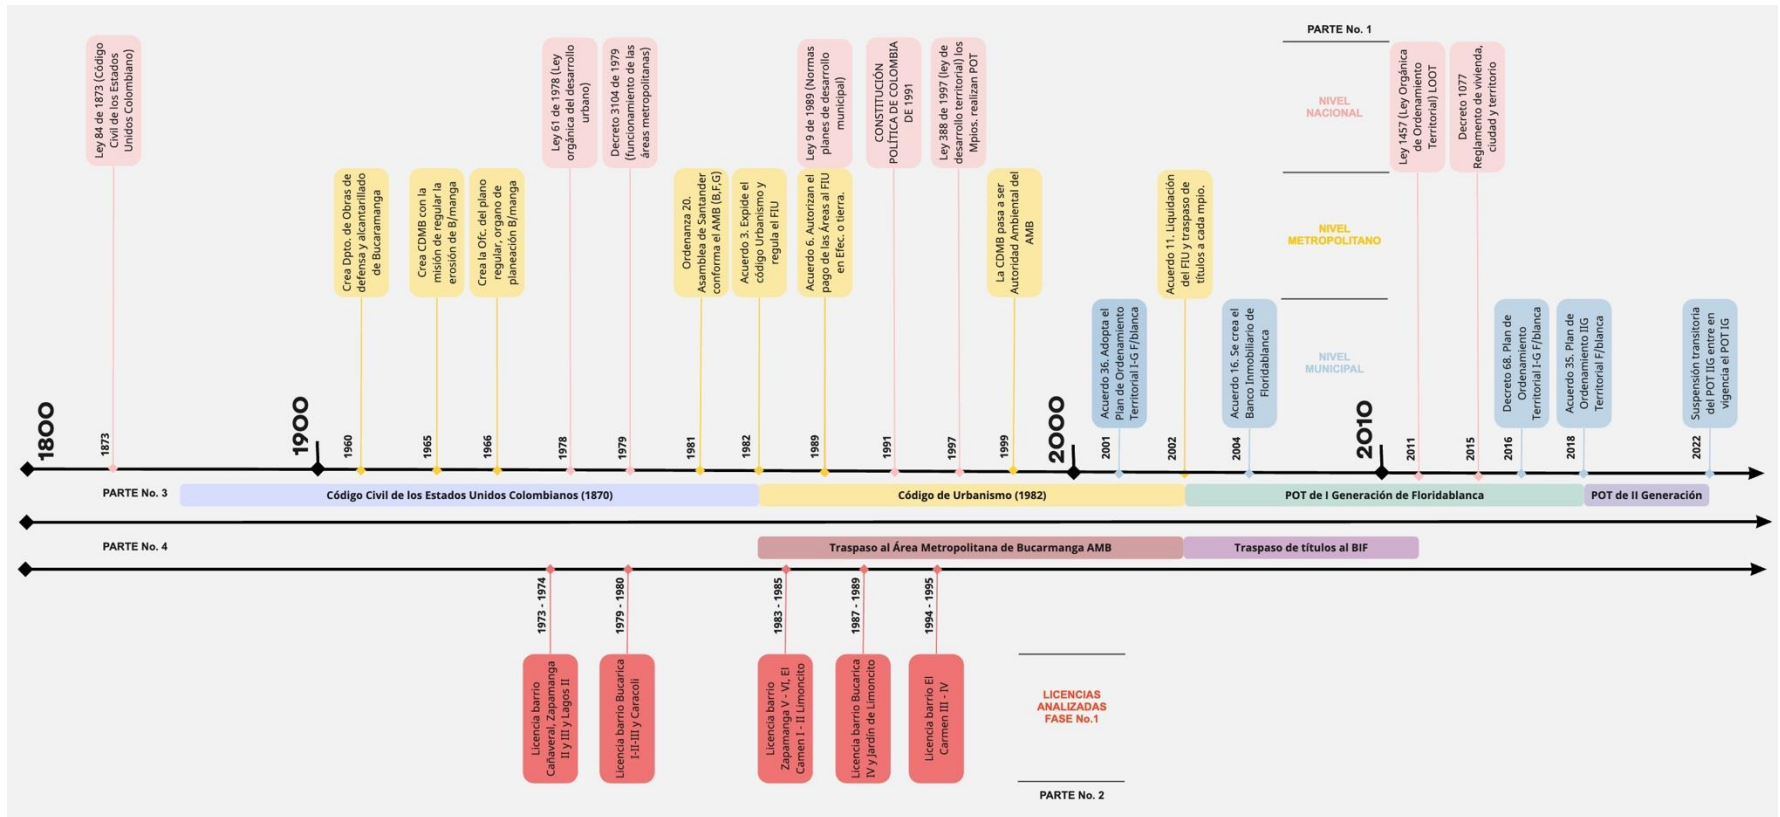 PARTE No. 1
Ley 84 de 1873 (Código
Civil de los Estados
Unidos Colombiano)
Ley 61 de 1978 (Ley
orgánica del desarrollo
urbano)
Decreto 3104 de 1979
(funcionamiento de las
áreas metropolitanas)
Ley 9 de 1989 (Normas
planes de desarrollo
municipal)
CONSTITUCIÓN
POLÍTICA DE COLOMBIA
DE 1991
Ley 388 de 1997 (ley de
desarrollo territorial) los
Mpios. realizan POT
NIVEL
NACIONAL
Ley 1457 (Ley Orgánica
de Ordenamiento
Territorial) LOOT
Decreto 1077
Reglamento de vivienda,
ciudad y territorio
Crea Dpto. de Obras de
defensa y alcantarillado
de Bucaramanga
Crea CDMB con la
misión de regular la
erosión de B/manga
Crea la Ofc. del plano
regular, organo de
planeación B/manga
Ordenanza 20.
Asamblea de Santander
conforma el AMB (B,F,G)
Acuerdo 3. Expide el
código Urbanismo y
regula el FIU
Acuerdo 6. Autorizan el
pago de las Áreas al FIU
en Efec. o tierra.
La CDMB pasa a ser
Autoridad Ambiental del
AMB
Acuerdo 11. Liquidación
del FIU y traspaso de
títulos a cada mpio.
NIVEL
METROPOLITANO
Acuerdo 36. Adopta el
Plan de Ordenamiento
Territorial I-G F/blanca
Acuerdo 16. Se crea el
Banco Inmobiliario de
Floridablanca
NIVEL
MUNICIPAL
Decreto 68. Plan de
Ordenamiento
Territorial I-G F/blanca
Acuerdo 35. Plan de
Ordenamiento IIG
Territorial F/blanca
Suspensión transitoria
del POT IIG entre en
vigencia el POT IG
1800
1873
1900
1960
1965
1966
1978
1979
1981
1982
1989
1991
1997
1999
2000
2001
2002
2004
2010
2011
2015
2016
2018
2022
PARTE No. 3
Código Civil de los Estados Unidos Colombianos (1870)
Código de Urbanismo (1982)
POT de I Generación de Floridablanca
POT de II Generación
PARTE No. 4
Traspaso al Área Metropolitana de Bucarmanga AMB
Traspaso de títulos al BIF
1973 - 1974
1979 - 1980
1983 - 1985
1987 - 1989
1994 - 1995
Licencia barrio
Cañaveral, Zapamanga
II y III y Lagos II
Licencia barrio Bucarica
I-II-III y Caracoli
Licencia barrio
Zapamanga V - VI, El
Carmen I - II Limoncito
Licencia barrio Bucarica
IV y Jardín de Limoncito
Licencia barrio El
Carmen III - IV
LICENCIAS
ANALIZADAS
FASE No.1
PARTE No. 2